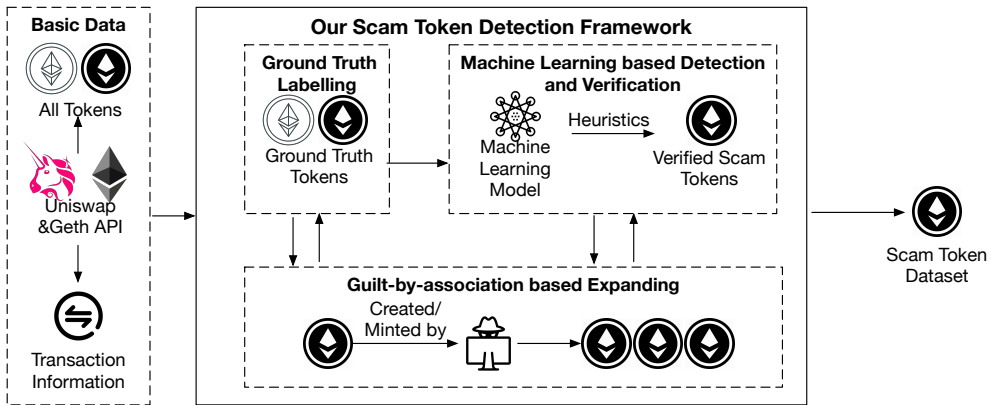 Basic Data
All Tokens
Uniswap
&Geth API
Transaction
Information
Our Scam Token Detection Framework
Ground Truth
Labelling
Ground Truth
Tokens
Machine Learning based Detection
and Verification
Machine
Learning
Model
Heuristics
Verified Scam
Tokens
Guilt-by-association based Expanding
Created/
Minted by
Scam Token
Dataset